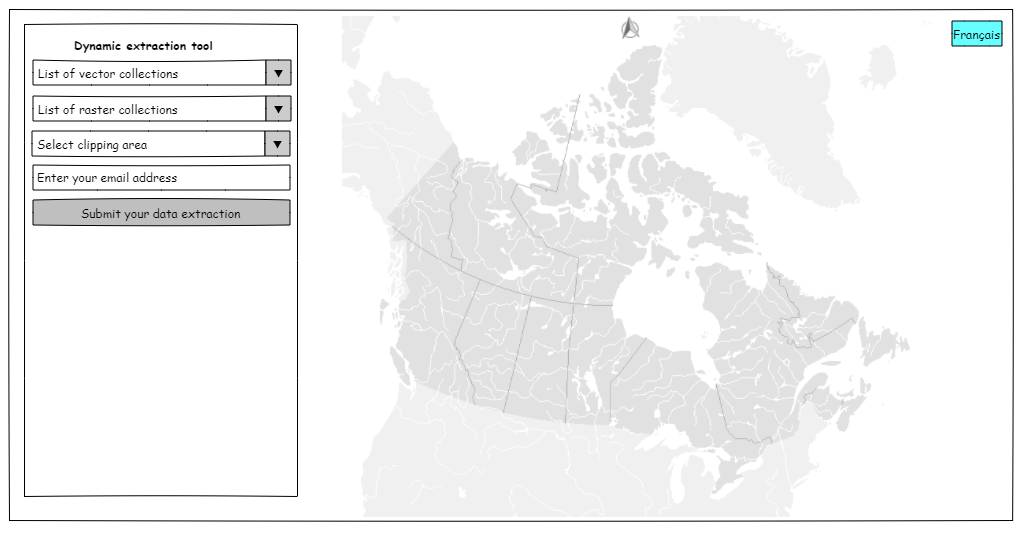 Dynamic extraction tool
Français
List of vector collections
List of raster collections
Select clipping area
Enter your email address
Submit your data extraction